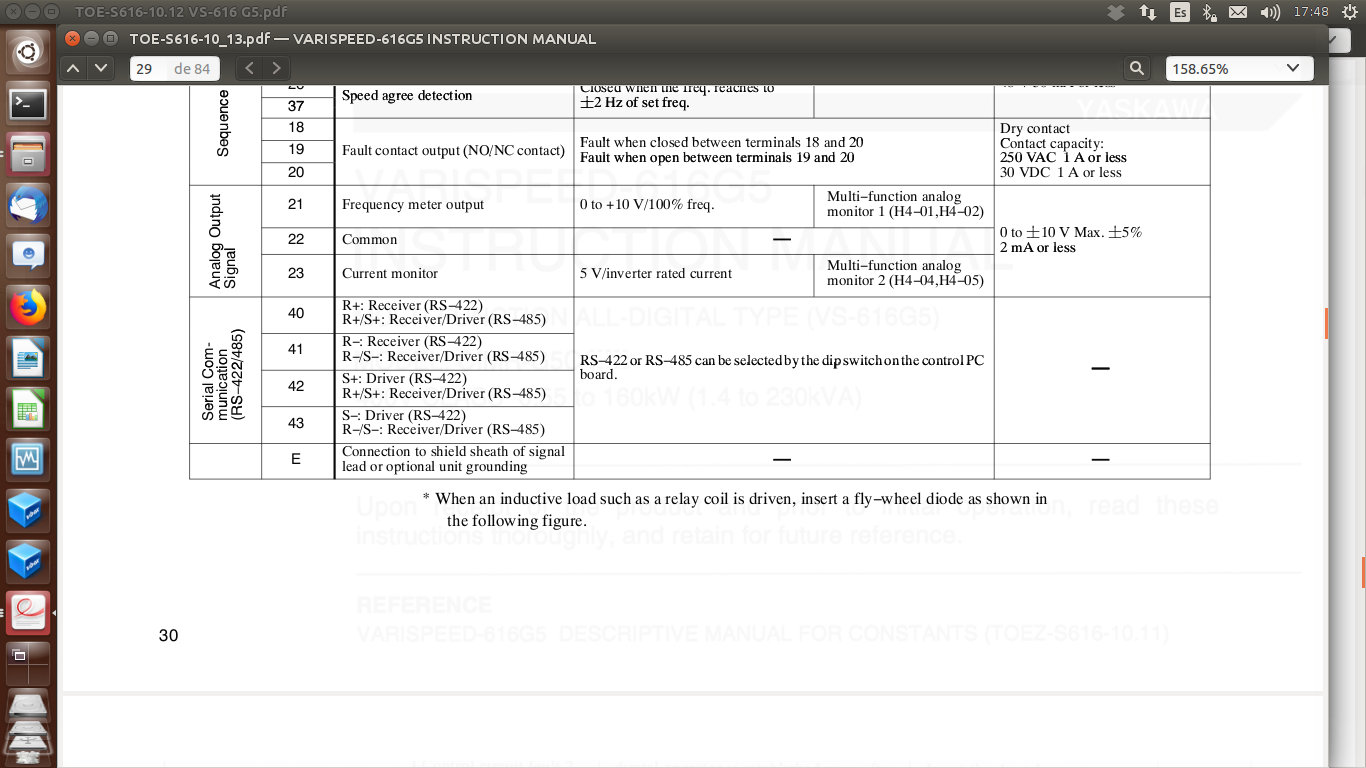 TOE-S616-10.12 VS-616 G5.pdf
Es
17:48
TOE-S616-10_13.pdf — VARISPEED-616G5 INSTRUCTION MANUAL
29 de 84
158.65%
YASKAWA
Sequence
37
Speed agree detection
Closed when the freq. reaches to
±2 Hz of set freq.
18
19
20
Fault contact output (NO/NC contact)
Fault when closed between terminals 18 and 20
Fault when open between terminals 19 and 20
Dry contact
Contact capacity:
250 VAC 1 A or less
30 VDC 1 A or less
VARISPEED-616G5
INSTRUCTION MANUAL
Analog Output
Signal
21
Frequency meter output
0 to +10 V/100% freq.
Multi−function analog
monitor 1 (H4−01,H4−02)
0 to ±10 V Max. ±5%
2 mA or less
22
Common
—
23
Current monitor
5 V/inverter rated current
Multi−function analog
monitor 2 (H4−04,H4−05)
Serial Com-
munication
(RS−422/485)
40
R+: Receiver (RS−422)
R+/S+: Receiver/Driver (RS−485)
ALL-DIGITAL TYPE (VS-616G5)
41
R−: Receiver (RS−422)
R−/S−: Receiver/Driver (RS−485)
RS−422 or RS−485 can be selected by the dip switch on the control PC
board.
—
42
S+: Driver (RS−422)
R+/S+: Receiver/Driver (RS−485)
to 160kW (1.4 to 230kVA)
43
S−: Driver (RS−422)
R−/S−: Receiver/Driver (RS−485)
E
Connection to shield sheath of signal
lead or optional unit grounding
—
—
* When an inductive load such as a relay coil is driven, insert a fly−wheel diode as shown in
the following figure.
Upon receipt of the product and prior to initial operation, read these
instructions thoroughly, and retain for future reference.
REFERENCE
VARISPEED-616G5 DESCRIPTIVE MANUAL FOR CONSTANTS (TOEZ-S616-10.11)
30